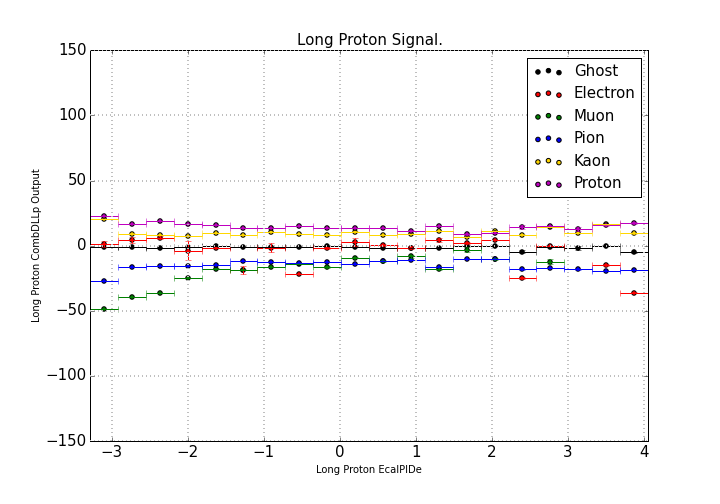 Long Proton Signal.
150
100
50
0
−50
−100
−150
Long Proton CombDLLp Output
Ghost
Electron
Muon
Pion
Kaon
Proton
−3 −2 −1 0 1 2 3 4
Long Proton EcalPIDe